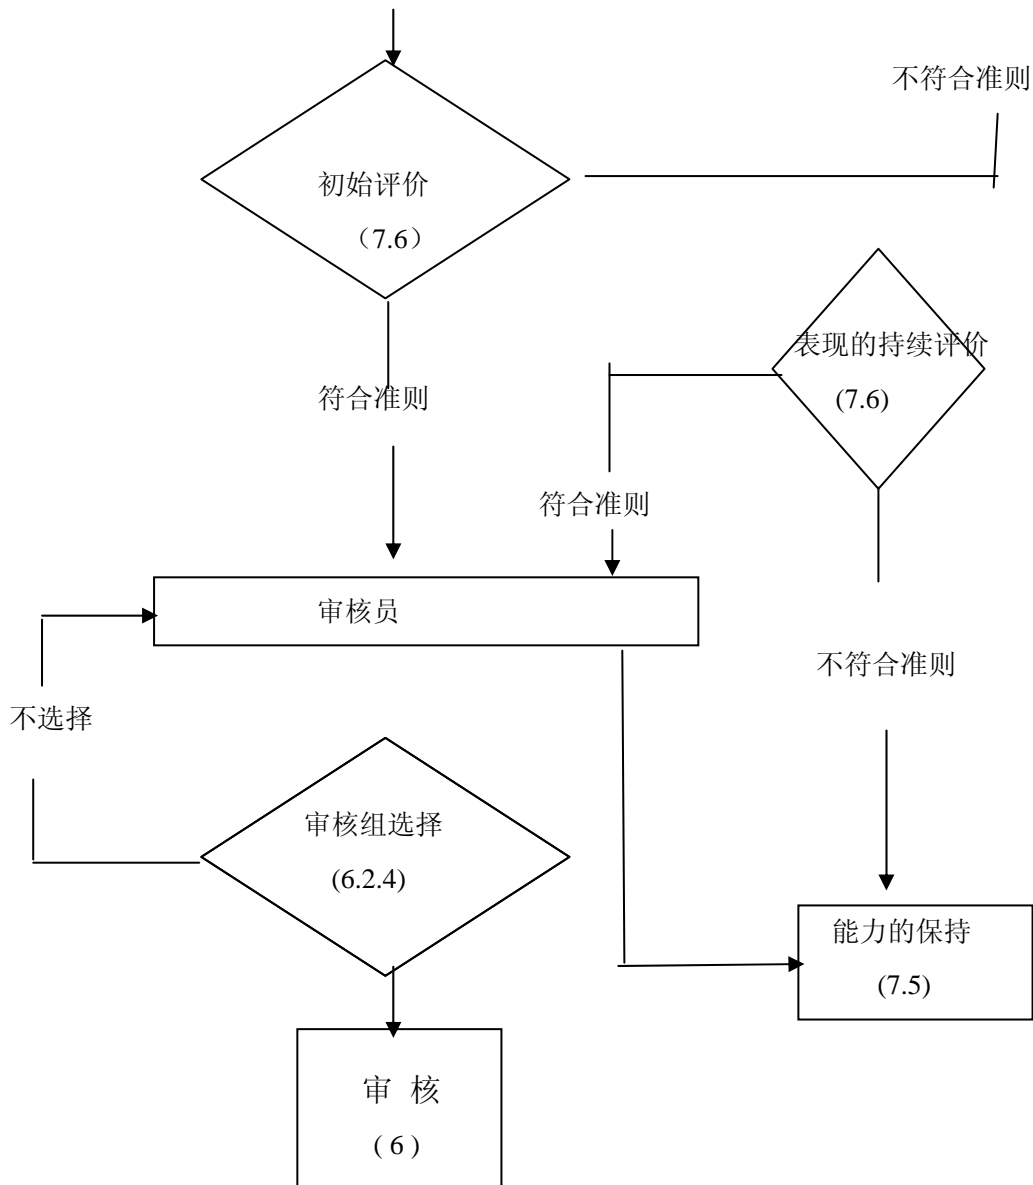 不符合准则
初始评价
（7.6）
表现的持续评价
(7.6)
符合准则
符合准则
审核员
不符合准则
不选择
审核组选择
(6.2.4)
能力的保持
(7.5)
审 核
( 6 )